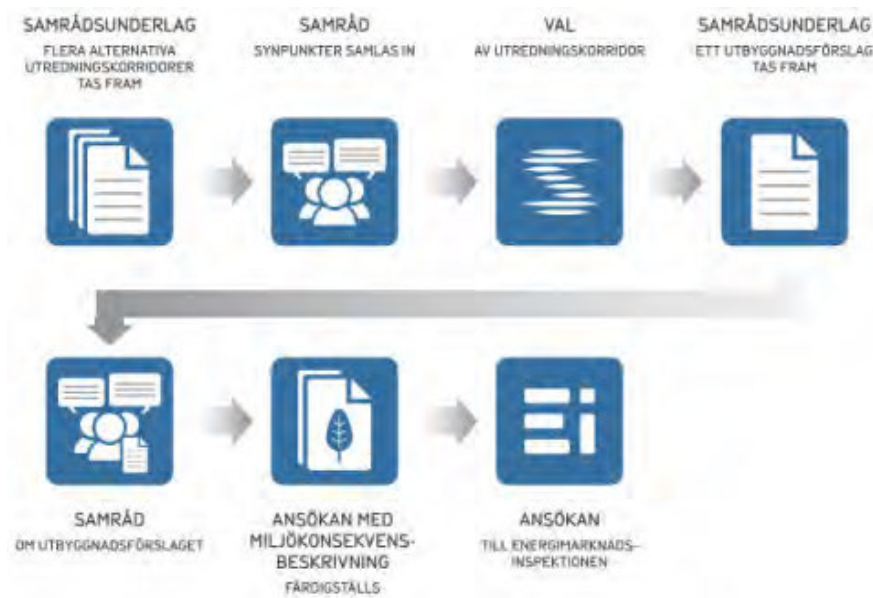 SAMRÅDSUNDERLAG
FLERA ALTERNATIVA
UTREDNINGSKORRIDORER
TAS FRAM
SAMRÅD
SYNPUNKTER SAMLAS IN
VAL
AV UTREDNINGSKORRIDOR
SAMRÅDSUNDERLAG
ETT UTBYGGNADSFÖRSLAG
TAS FRAM
Ei
SAMRÅD
OM UTBYGGNADSFÖRSLAGET
ANSÖKAN MED
MILJÖKONSEKVENS-
BESKRIVNING
FÄRDIGSTÄLLS
ANSÖKAN
TILL ENERGIMARKNADS-
INSPEKTIONEN